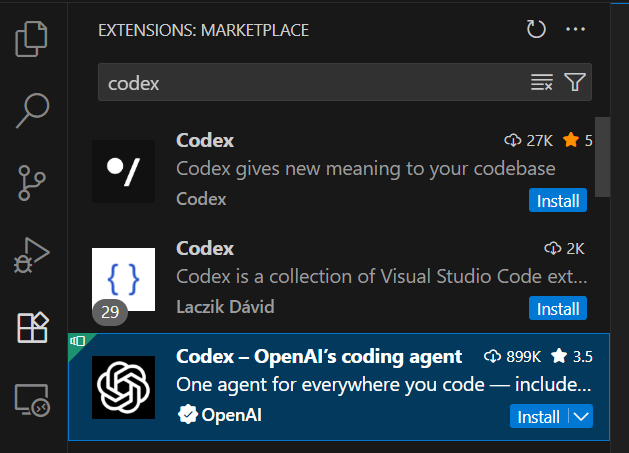 EXTENSIONS: MARKETPLACE
codex
Codex 27K 5
Codex gives new meaning to your codebase
Codex Install
Codex 2K
Codex is a collection of Visual Studio Code ext...
29 Laczik Dávid Install
Codex – OpenAI’s coding agent 899K 3.5
One agent for everywhere you code — include...
OpenAI Install